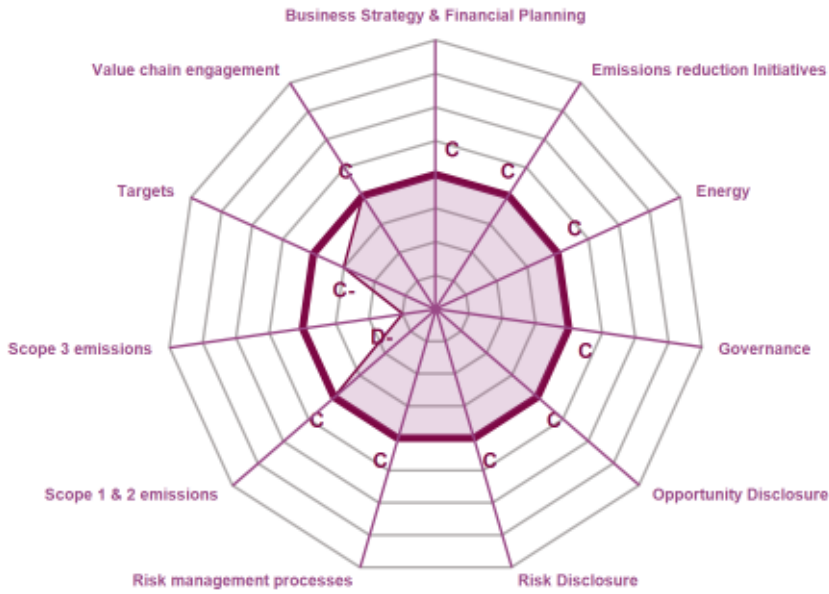 Business Strategy & Financial Planning
Value chain engagement
Emissions reduction Initiatives
C
C
C
Targets
Energy
C
C-
D-
Scope 3 emissions
Governance
C
C
C
C
C
Scope 1 & 2 emissions
Opportunity Disclosure
Risk management processes
Risk Disclosure